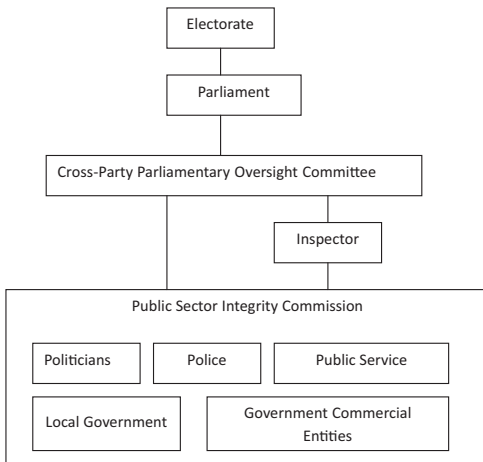 Electorate
Parliament
Cross-Party Parliamentary Oversight Committee
Inspector
Public Sector Integrity Commission
Politicians
Police
Public Service
Local Government
Government Commercial
Entities